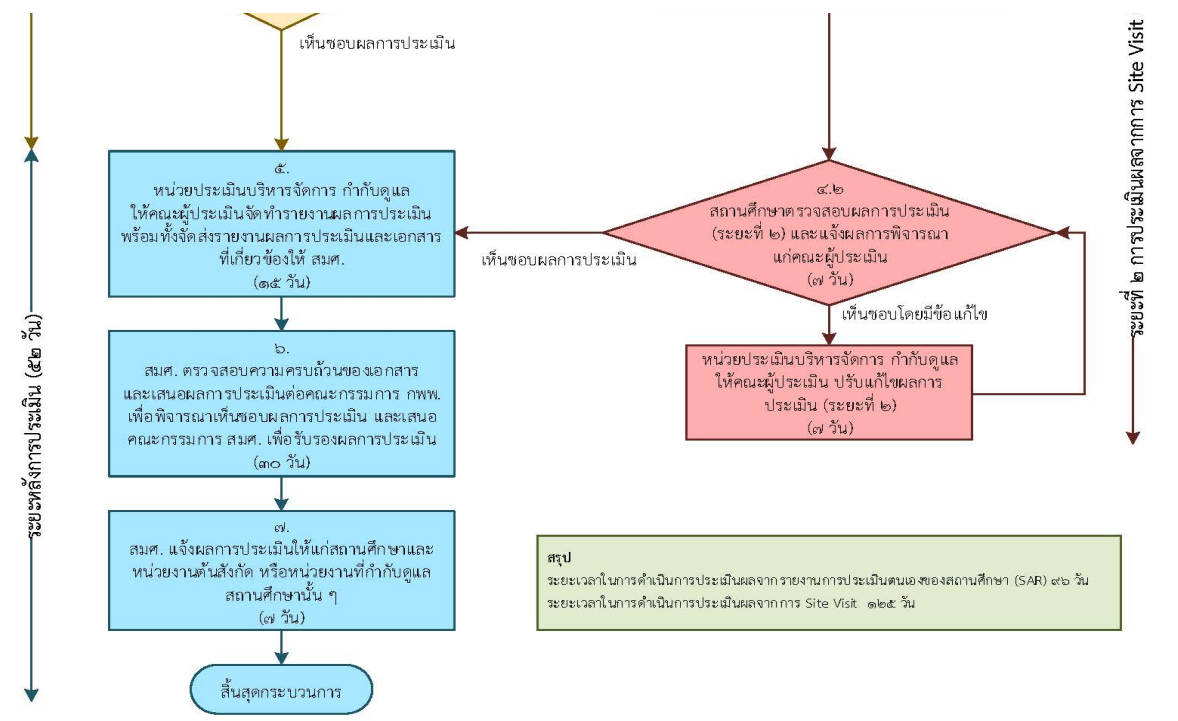 เห็นชอบผลการประเมิน
ระยะที่ ๒ การประเมินผลจากการ Site Visit
๕.
หน่วยประเมินบริหารจัดการ กำกับดูแล
ให้คณะผู้ประเมินจัดทำรายงานผลการประเมิน
พร้อมทั้งจัดส่งรายงานผลการประเมินและเอกสาร
ที่เกี่ยวข้องให้ สมศ.
(๑๕ วัน)
๔.๒
สถานศึกษาตรวจสอบผลการประเมิน
(ระยะที่ ๒) และแจ้งผลการพิจารณา
แก่คณะผู้ประเมิน
(๗ วัน)
เห็นชอบผลการประเมิน
เห็นชอบโดยมีข้อแก้ไข
หน่วยประเมินบริหารจัดการ กำกับดูแล
ให้คณะผู้ประเมิน ปรับแก้ไขผลการ
ประเมิน (ระยะที่ ๒)
(๗ วัน)
ระยะหลังการประเมิน (๕๒ วัน)
๖.
สมศ. ตรวจสอบความครบถ้วนของเอกสาร
และเสนอผลการประเมินต่อคณะกรรมการ กพพ.
เพื่อพิจารณาเห็นชอบผลการประเมิน และเสนอ
คณะกรรมการ สมศ. เพื่อรับรองผลการประเมิน
(๓๐ วัน)
๗.
สมศ. แจ้งผลการประเมินให้แก่สถานศึกษาและ
หน่วยงานต้นสังกัด หรือหน่วยงานที่กำกับดูแล
สถานศึกษานั้น ๆ
(๗ วัน)
สิ้นสุดกระบวนการ
สรุป
ระยะเวลาในการดำเนินการประเมินผลจากรายงานการประเมินตนเองของสถานศึกษา (SAR) ๙๖ วัน
ระยะเวลาในการดำเนินการประเมินผลจากการ Site Visit ๑๒๕ วัน